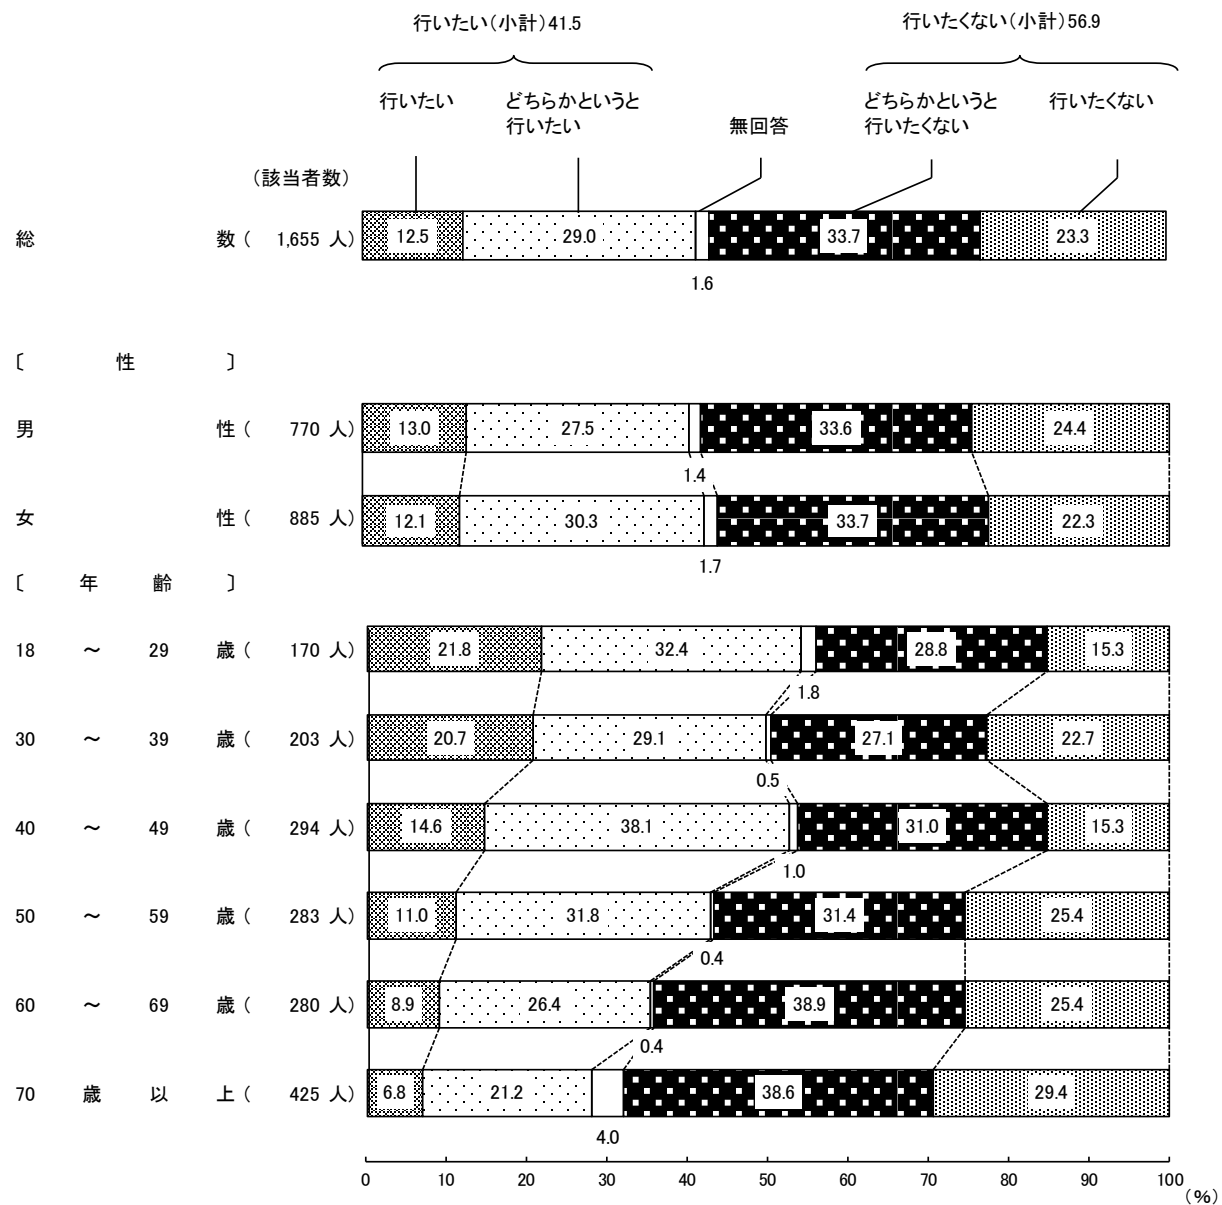 行いたい(小計)41.5
行いたくない(小計)56.9
行いたい
どちらかというと
行いたい
無回答
どちらかというと
行いたくない
行いたくない
(該当者数)
総 数 ( 1,655 人)
12.5 29.0 33.7 23.3
1.6
〔 性 〕
男 性 ( 770 人)
13.0 27.5 33.6 24.4
1.4
女 性 ( 885 人)
12.1 30.3 33.7 22.3
1.7
〔 年 齢 〕
18 ~ 29 歳 ( 170 人)
21.8 32.4 28.8 15.3
1.8
30 ~ 39 歳 ( 203 人)
20.7 29.1 27.1 22.7
0.5
40 ~ 49 歳 ( 294 人)
14.6 38.1 31.0 15.3
1.0
50 ~ 59 歳 ( 283 人)
11.0 31.8 31.4 25.4
0.4
60 ~ 69 歳 ( 280 人)
8.9 26.4 38.9 25.4
0.4
70 歳 以 上 ( 425 人)
6.8 21.2 38.6 29.4
4.0
0 10 20 30 40 50 60 70 80 90 100
(%)